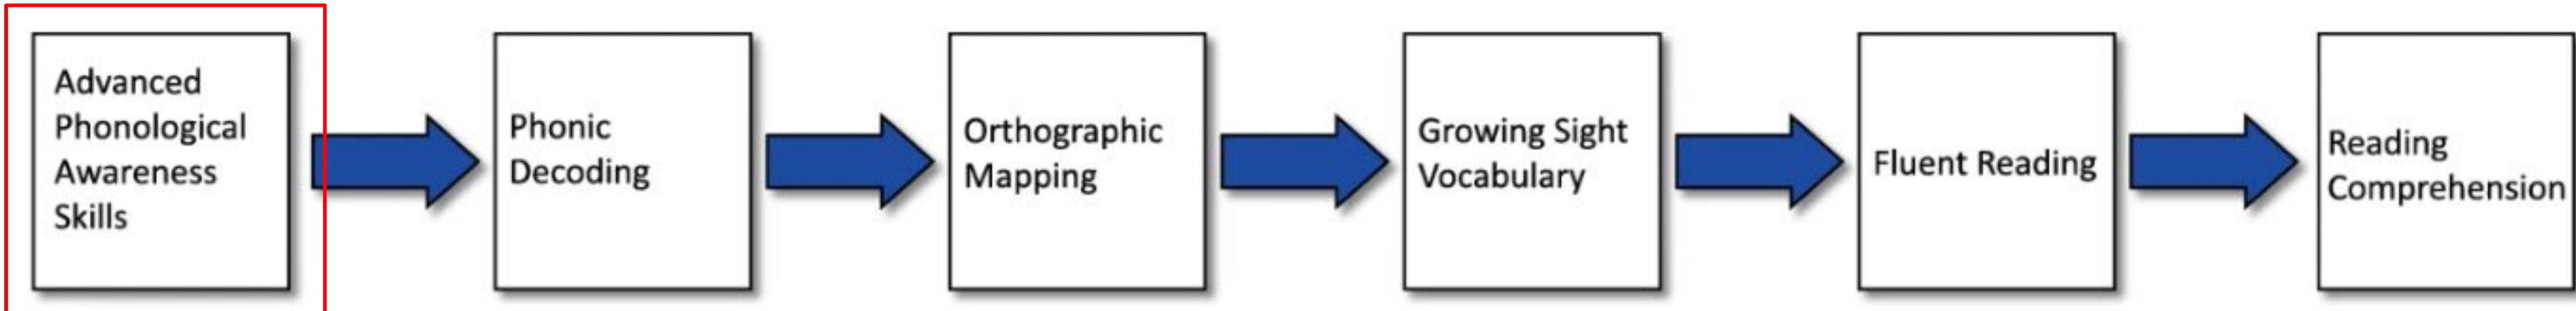 Advanced
Phonological
Awareness
Skills
Phonic
Decoding
Orthographic
Mapping
Growing Sight
Vocabulary
Fluent Reading
Reading
Comprehension